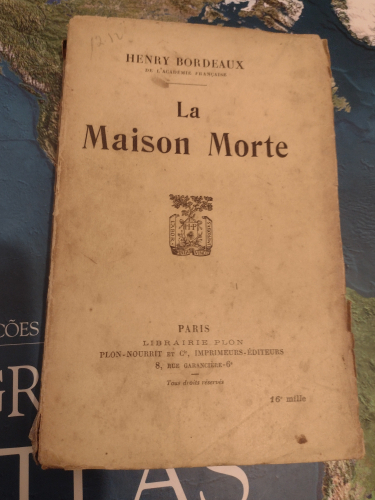 HENRY BORDEAUX
DE L'ACADÉMIE FRANÇAISE
La
Maison Morte
PARIS
LIBRAIRIE PLON
PLON-NOURRIT ET Cie, IMPRIMEURS-ÉDITEURS
8, RUE GARANCIÈRE-6e
Tous droits réservés
16e mille
ÇÕES
GR
TLAS